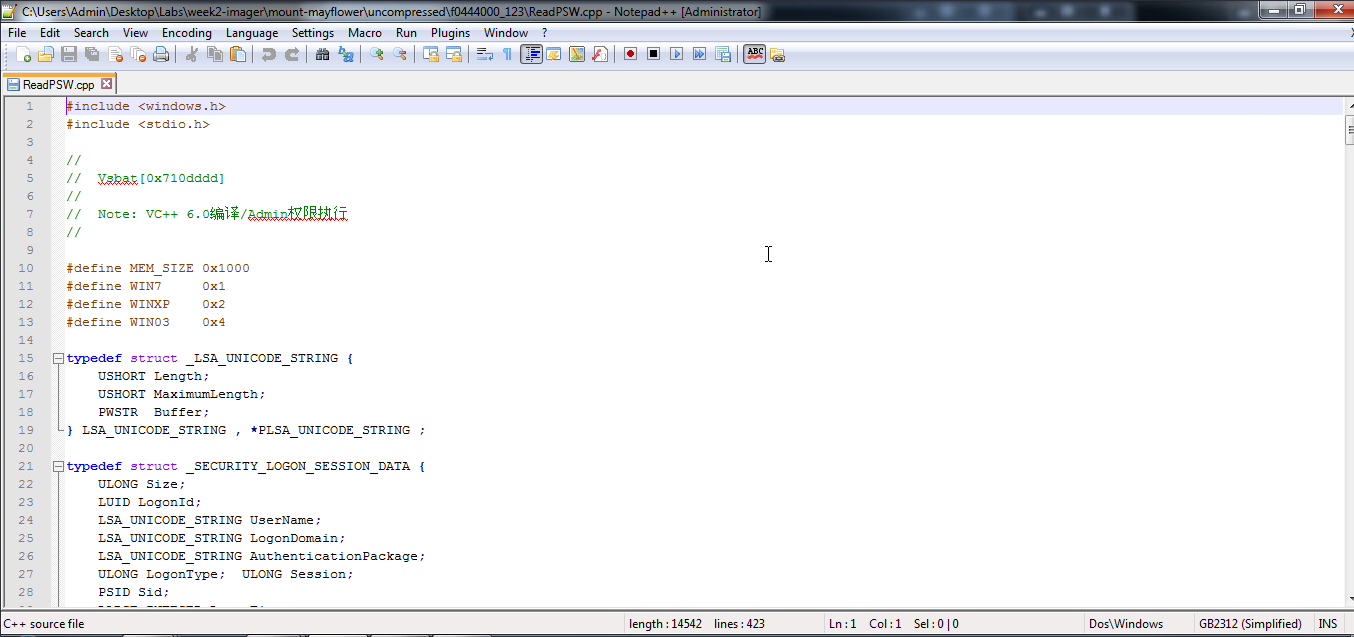 C:\Users\Admin\Desktop\Labs\week2-imager\mount-mayflower\uncompressed\f0444000_123\ReadPSW.cpp - Notepad++ [Administrator]
File Edit Search View Encoding Language Settings Macro Run Plugins Window ?
ReadPSW.cpp
1 #include <windows.h>
2 #include <stdio.h>
3
4 //
5 // Vsbat[0x710dddd]
6 //
7 // Note: VC++ 6.0编译/Admin权限执行
8 //
9
10 #define MEM_SIZE 0x1000
11 #define WIN7 0x1
12 #define WINXP 0x2
13 #define WIN03 0x4
14
15 typedef struct _LSA_UNICODE_STRING {
16 USHORT Length;
17 USHORT MaximumLength;
18 PWSTR Buffer;
19 } LSA_UNICODE_STRING , *PLSA_UNICODE_STRING ;
20
21 typedef struct _SECURITY_LOGON_SESSION_DATA {
22 ULONG Size;
23 LUID LogonId;
24 LSA_UNICODE_STRING UserName;
25 LSA_UNICODE_STRING LogonDomain;
26 LSA_UNICODE_STRING AuthenticationPackage;
27 ULONG LogonType; ULONG Session;
28 PSID Sid;
C++ source file length : 14542 lines : 423 Ln : 1 Col : 1 Sel : 0 | 0 Dos\Windows GB2312 (Simplified) INS